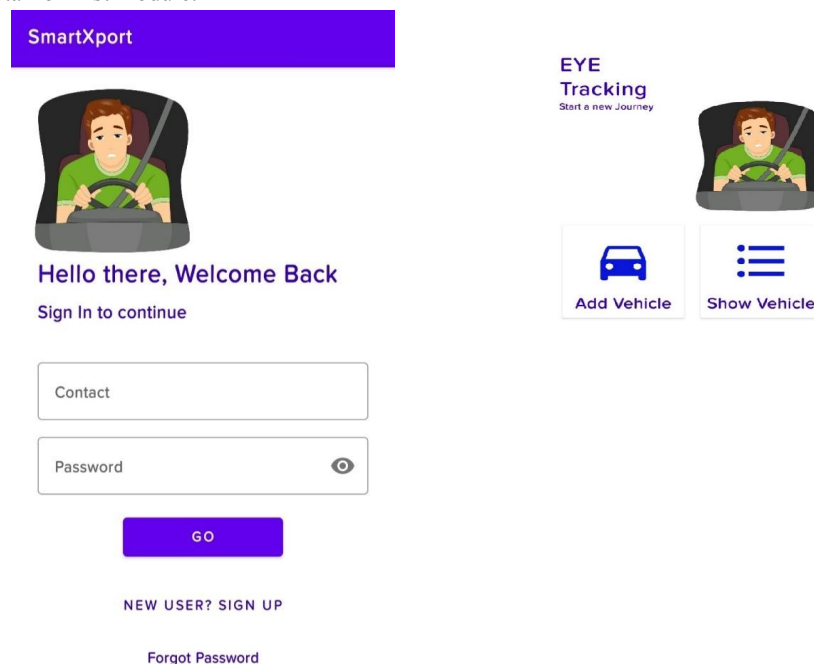 SmartXport
Hello there, Welcome Back
Sign In to continue
Contact
Password
GO
NEW USER? SIGN UP
Forgot Password
EYE
Tracking
Start a new Journey
Add Vehicle
Show Vehicle